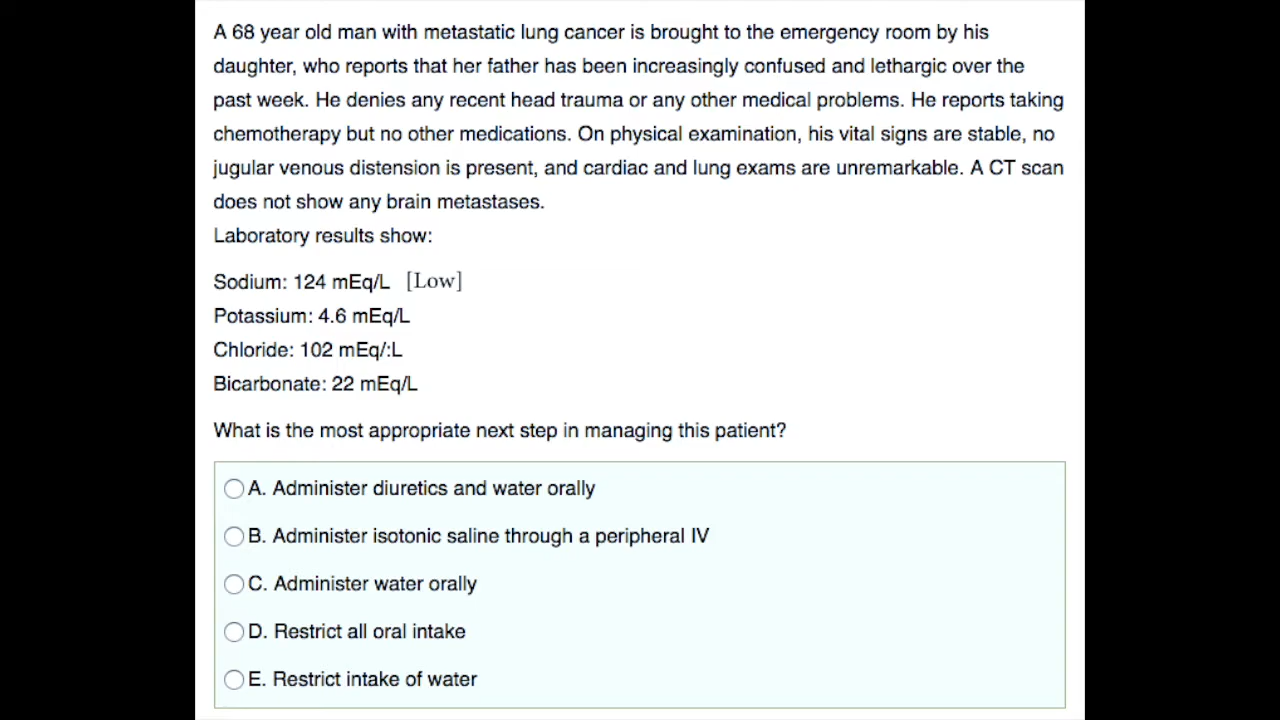 A 68 year old man with metastatic lung cancer is brought to the emergency room by his
daughter, who reports that her father has been increasingly confused and lethargic over the
past week. He denies any recent head trauma or any other medical problems. He reports taking
chemotherapy but no other medications. On physical examination, his vital signs are stable, no
jugular venous distension is present, and cardiac and lung exams are unremarkable. A CT scan
does not show any brain metastases.
Laboratory results show:
Sodium: 124 mEq/L [Low]
Potassium: 4.6 mEq/L
Chloride: 102 mEq/:L
Bicarbonate: 22 mEq/L
What is the most appropriate next step in managing this patient?
A. Administer diuretics and water orally
B. Administer isotonic saline through a peripheral IV
C. Administer water orally
D. Restrict all oral intake
E. Restrict intake of water